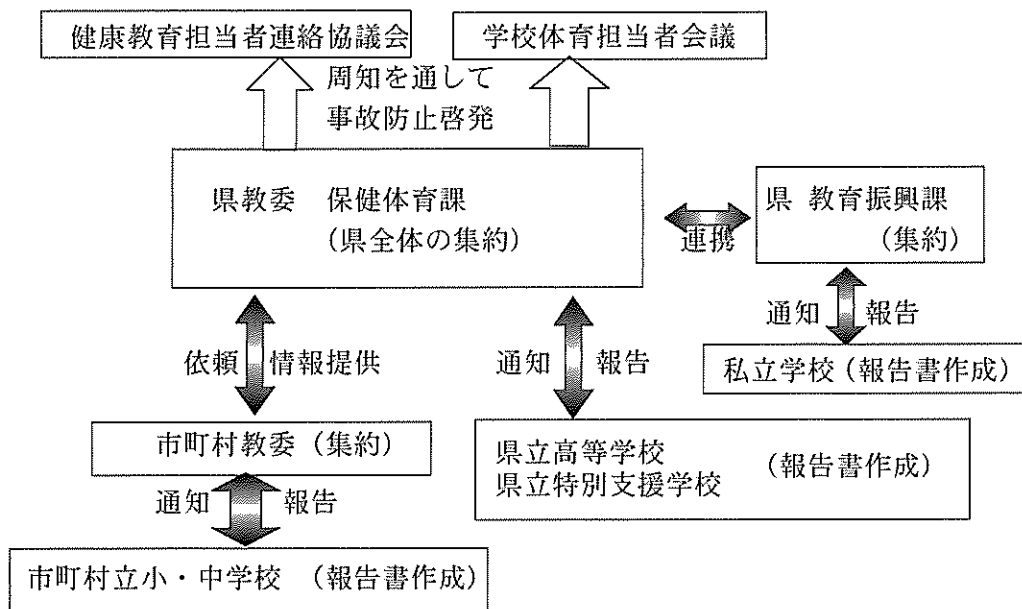 健康教育担当者連絡協議会
学校体育担当者会議
周知を通して
事故防止啓発
県教委 保健体育課
(県全体の集約)
連携
県 教育振興課
(集約)
通知 報告
私立学校(報告書作成)
依頼 情報提供
通知 報告
市町村教委(集約)
県立高等学校
県立特別支援学校
(報告書作成)
通知 報告
市町村立小・中学校 (報告書作成)